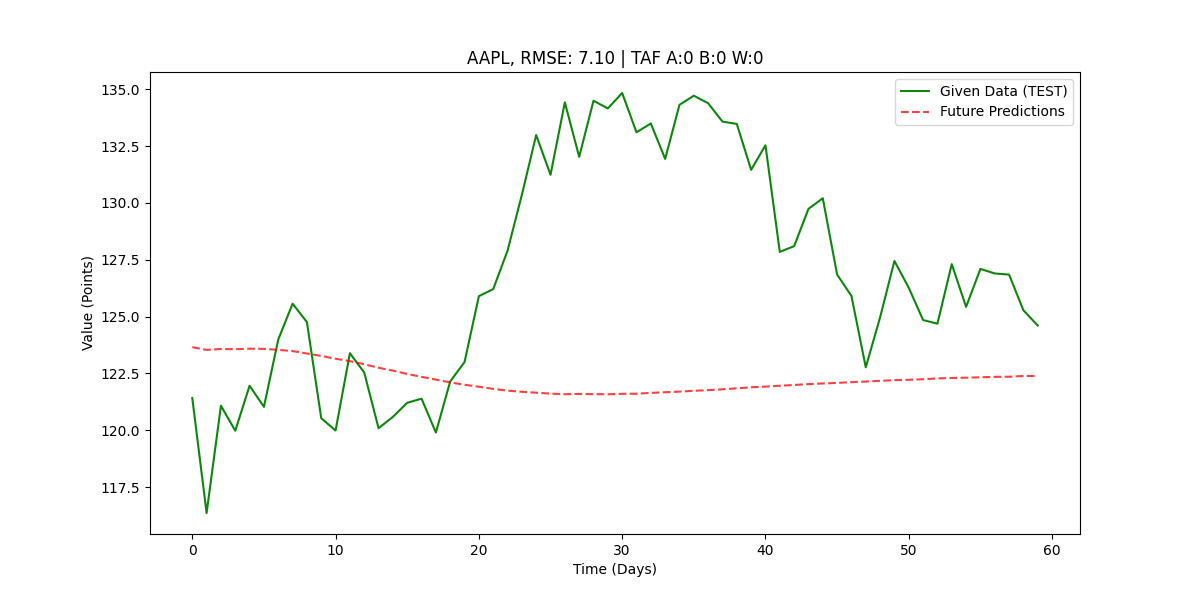 AAPL, RMSE: 7.10 | TAF A:0 B:0 W:0
Given Data (TEST)
Future Predictions
Value (Points)
135.0
132.5
130.0
127.5
125.0
122.5
120.0
117.5
0 10 20 30 40 50 60
Time (Days)